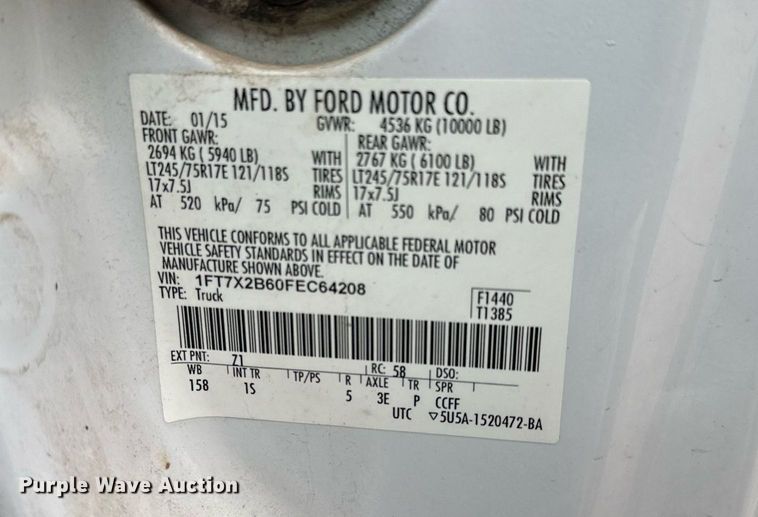 MFD. BY FORD MOTOR CO.
DATE: 01/15 GVWR: 4536 KG (10000 LB)
FRONT GAWR: REAR GAWR:
2694 KG ( 5940 LB) WITH 2767 KG ( 6100 LB) WITH
LT245/75R17E 121/118S TIRES LT245/75R17E 121/118S TIRES
17x7.5J RIMS 17x7.5J RIMS
AT 520 kPa/ 75 PSI COLD AT 550 kPa/ 80 PSI COLD
THIS VEHICLE CONFORMS TO ALL APPLICABLE FEDERAL MOTOR
VEHICLE SAFETY STANDARDS IN EFFECT ON THE DATE OF
MANUFACTURE SHOWN ABOVE.
VIN: 1FT7X2B60FEC64208
TYPE: Truck
F1440
T1385
EXT PNT: Z1 RC: 58 DSO:
WB INT TR TP/PS R AXLE TR SPR
158 1S 5 3E P CCFF
UTC ▽5U5A-1520472-BA
Purple Wave Auction